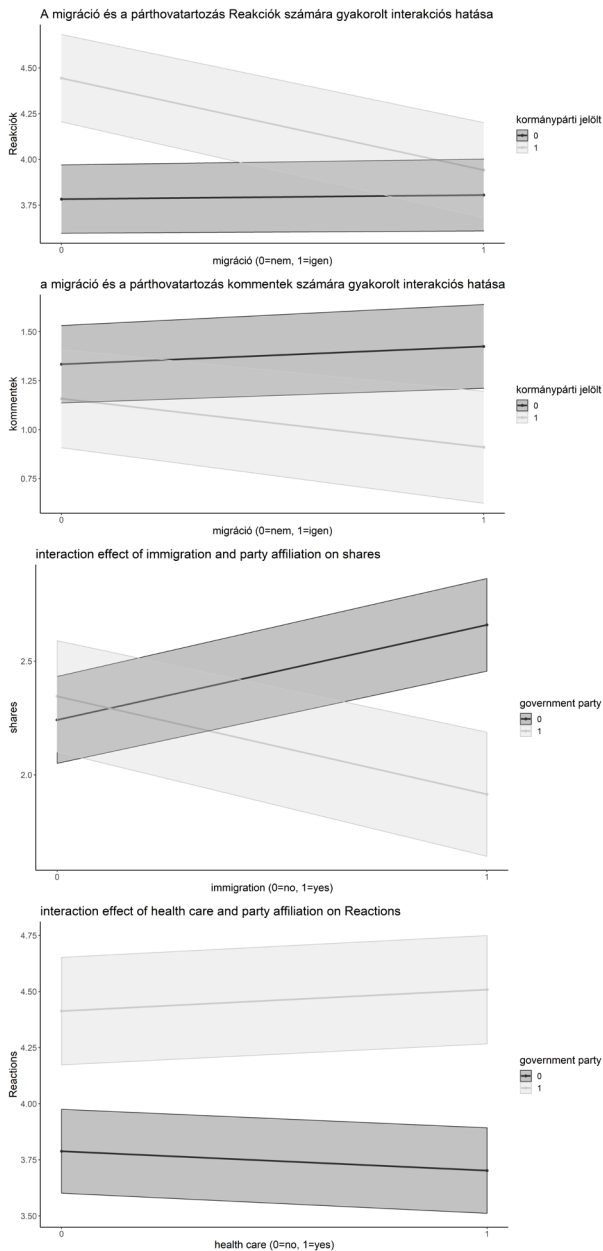 A migráció és a párthovatartozás Reakciók számára gyakorolt interakciós hatása
4.50
4.25
4.00
3.75
Reakciók
0
1
migráció (0=nem, 1=igen)
kormánypárti jelölt
0
1
a migráció és a párthovatartozás kommentek számára gyakorolt interakciós hatása
1.50
1.25
1.00
0.75
kommentek
0
1
migráció (0=nem, 1=igen)
kormánypárti jelölt
0
1
interaction effect of immigration and party affiliation on shares
2.5
2.0
shares
0
1
immigration (0=no, 1=yes)
government party
0
1
interaction effect of health care and party affiliation on Reactions
4.75
4.50
4.25
4.00
3.75
3.50
Reactions
0
1
health care (0=no, 1=yes)
government party
0
1